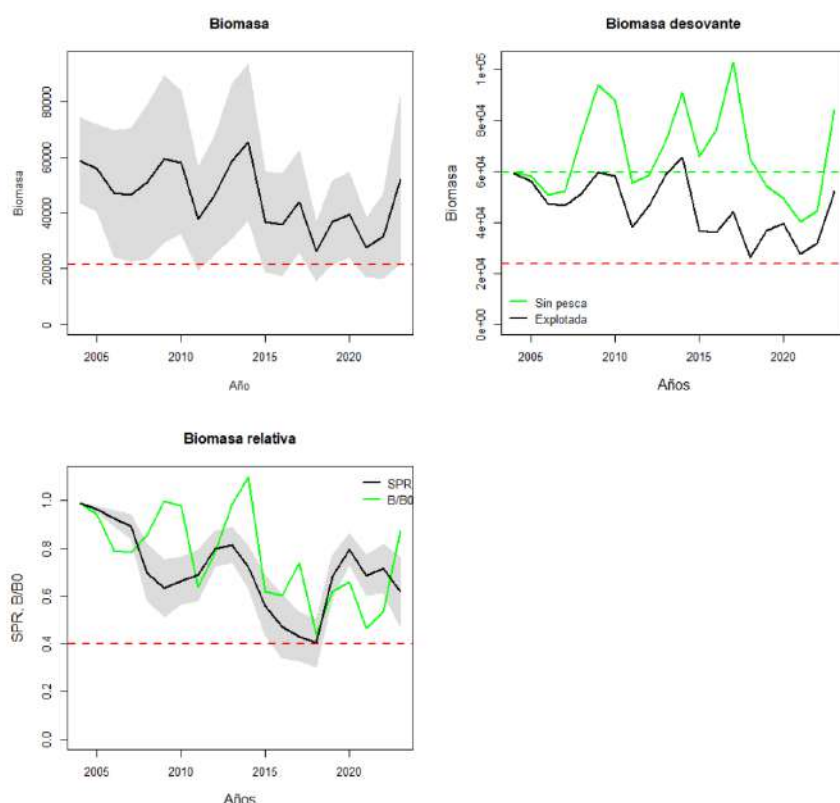 Biomasa
Biomasa
0
20000
40000
60000
80000
2005
2010
2015
2020
Año
Biomasa desovante
Biomasa
0e+00
2e+04
4e+04
6e+04
8e+04
1e+05
Sin pesca
Explotada
2005
2010
2015
2020
Años
Biomasa relativa
SPR, B/B0
0.0
0.2
0.4
0.6
0.8
1.0
SPR,
B/B0
2005
2010
2015
2020
Años